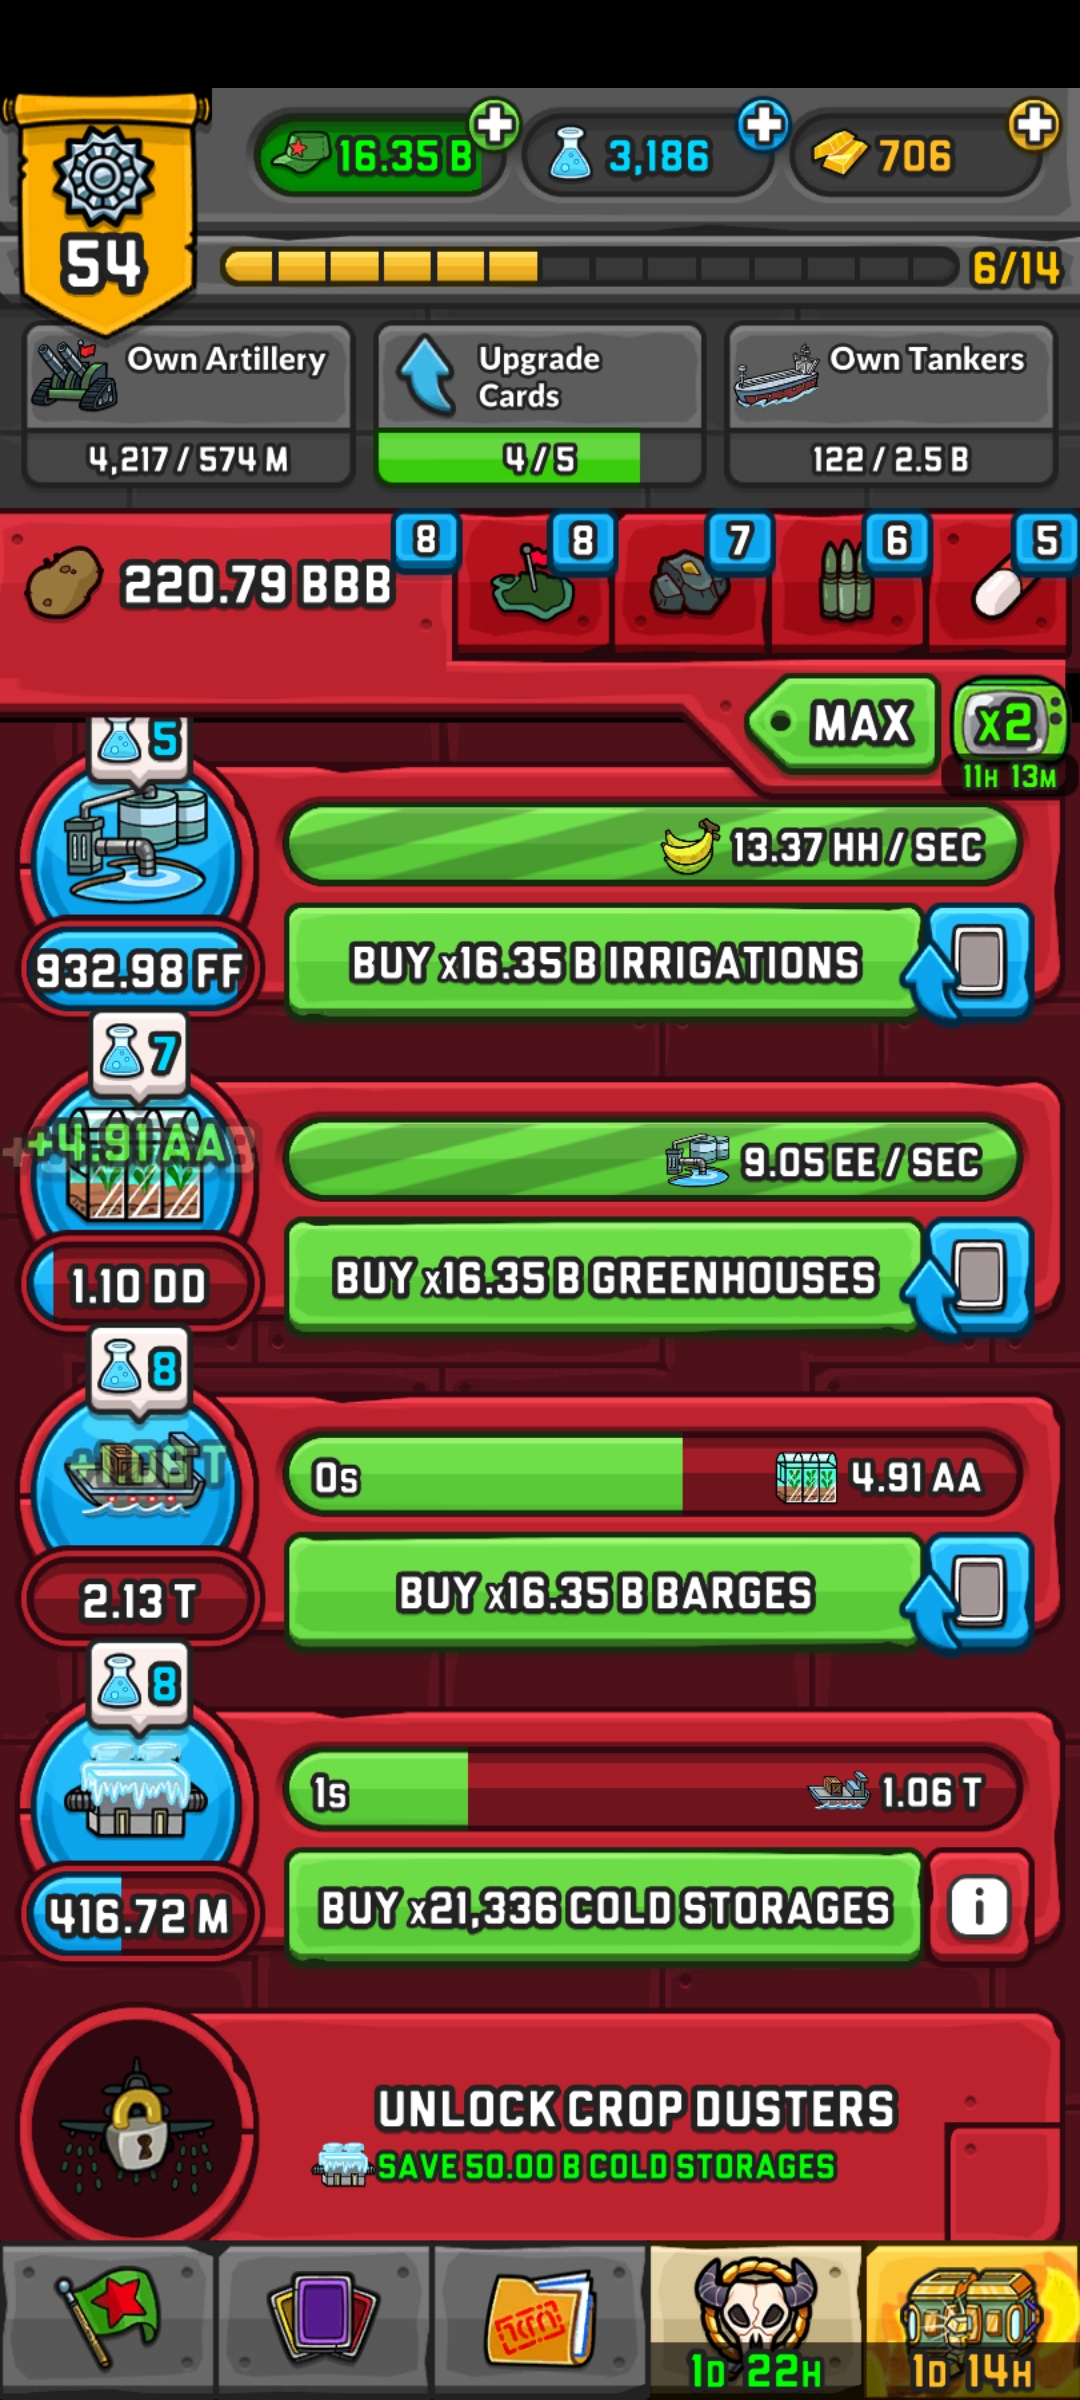 54
16.35 B
3,186
706
6/14
Own Artillery
4,217 / 574 M
Upgrade
Cards
4 / 5
Own Tankers
122 / 2.5 B
220.79 BBB
8
8
7
6
5
MAX
x2
11H 13M
5
13.37 HH / SEC
932.98 FF
BUY x16.35 B IRRIGATIONS
7
+4.91 AA
9.05 EE / SEC
1.10 DD
BUY x16.35 B GREENHOUSES
8
0s
4.91 AA
2.13 T
BUY x16.35 B BARGES
8
1s
1.06 T
416.72 M
BUY x21,336 COLD STORAGES
i
UNLOCK CROP DUSTERS
SAVE 50.00 B COLD STORAGES
1D 22H
1D 14H